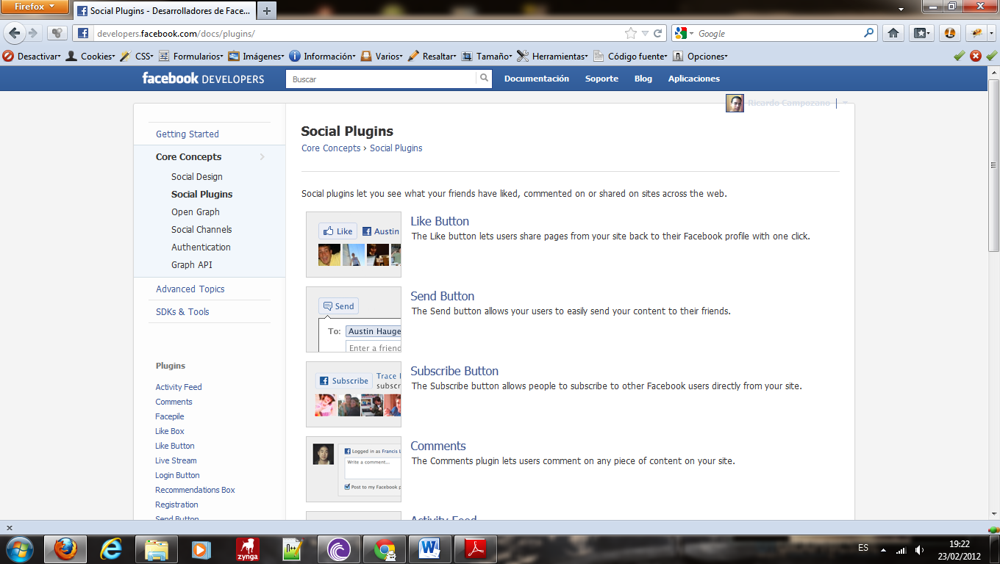 Firefox
Social Plugins - Desarrolladores de Face...
developers.facebook.com/docs/plugins/
Google
Desactivar
Cookies
CSS
Formularios
Imágenes
Información
Varios
Resaltar
Tamaño
Herramientas
Código fuente
Opciones
facebook DEVELOPERS
Buscar
Documentación
Soporte
Blog
Aplicaciones
Ricardo Campozano
Getting Started
Core Concepts
Social Design
Social Plugins
Open Graph
Social Channels
Authentication
Graph API
Advanced Topics
SDKs & Tools
Plugins
Activity Feed
Comments
Facepile
Like Box
Like Button
Live Stream
Login Button
Recommendations Box
Registration
Send Button
Social Plugins
Core Concepts › Social Plugins
Social plugins let you see what your friends have liked, commented on or shared on sites across the web.
Like
Austin
Like Button
The Like button lets users share pages from your site back to their Facebook profile with one click.
Send
To: Austin Hauge
Enter a friend
Send Button
The Send button allows your users to easily send your content to their friends.
Subscribe
Trace
subscr
Subscribe Button
The Subscribe button allows people to subscribe to other Facebook users directly from your site.
Logged in as Francis L
Write a comment...
Post to my Facebook p
Comments
The Comments plugin lets users comment on any piece of content on your site.
Activity Feed
zynga
ES
19:22
23/02/2012